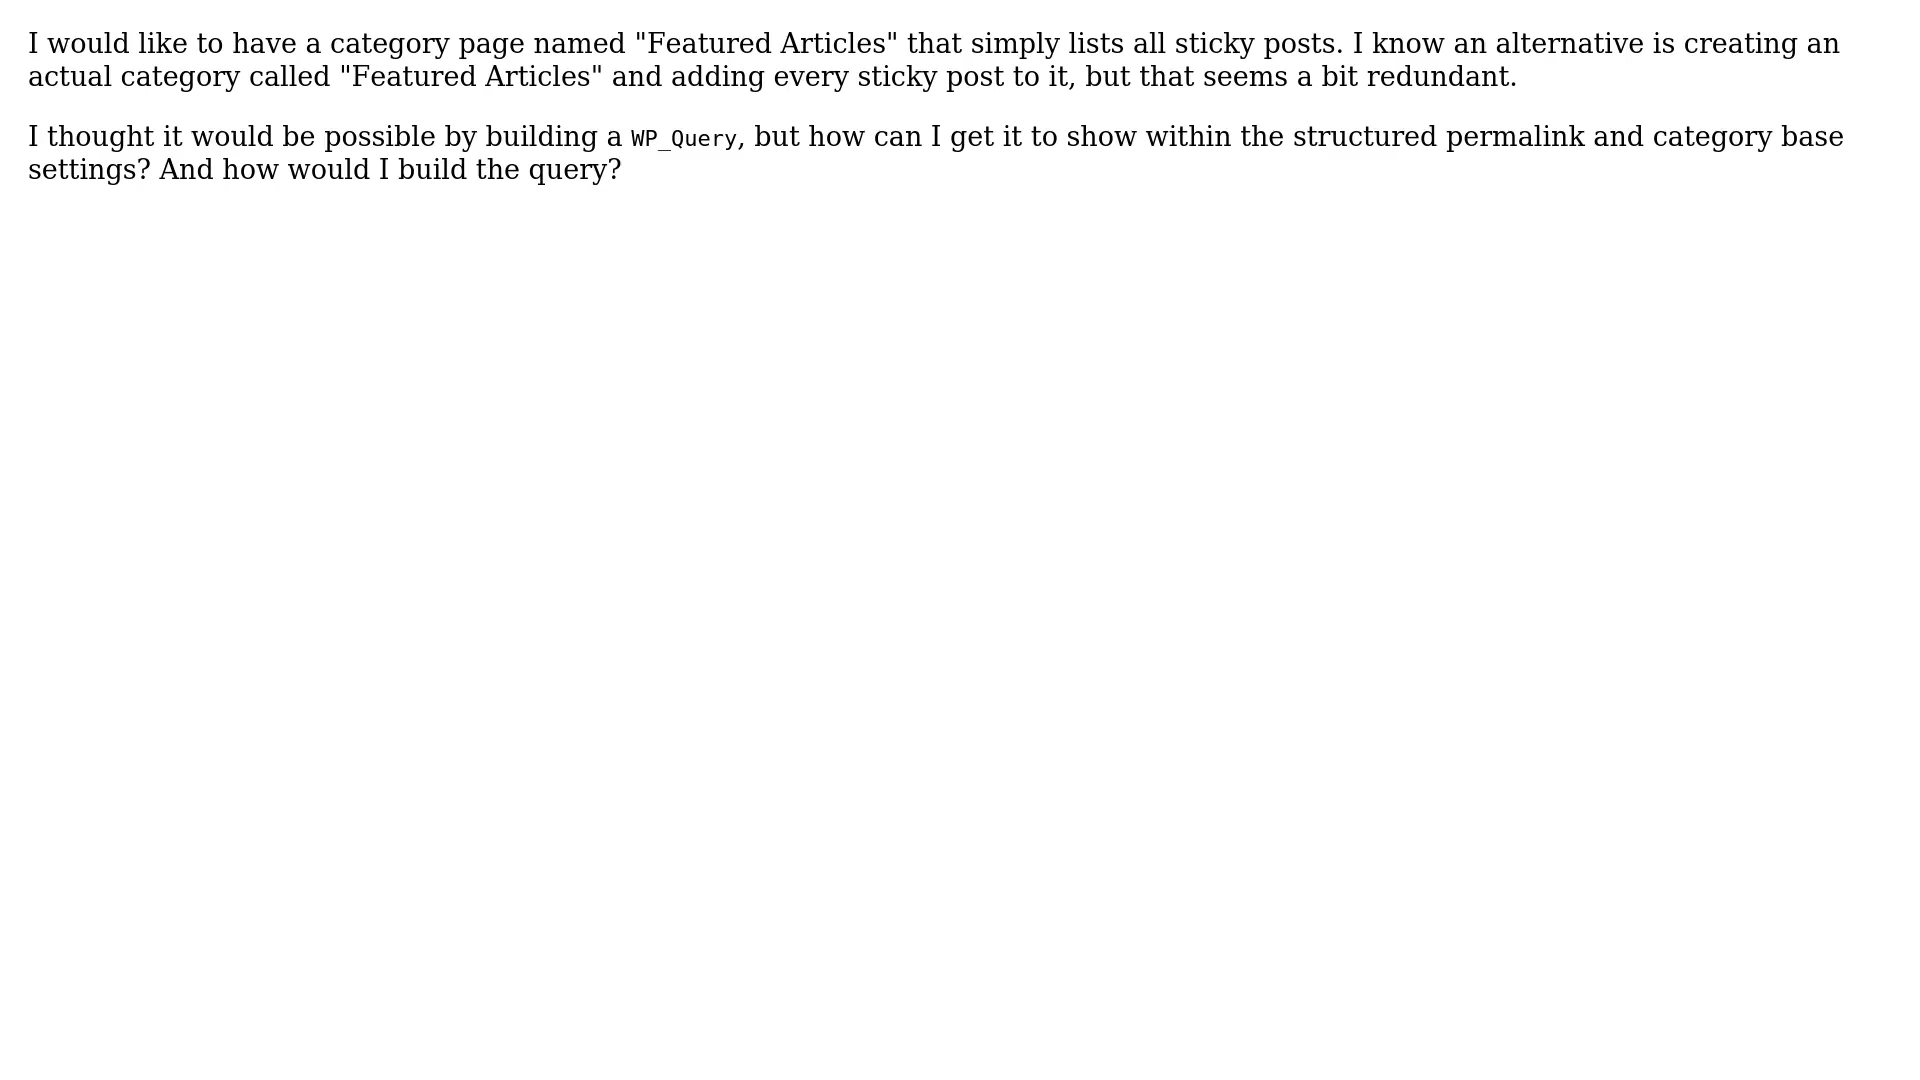 I would like to have a category page named "Featured Articles" that simply lists all sticky posts. I know an alternative is creating an
actual category called "Featured Articles" and adding every sticky post to it, but that seems a bit redundant.
I thought it would be possible by building a WP_Query, but how can I get it to show within the structured permalink and category base
settings? And how would I build the query?